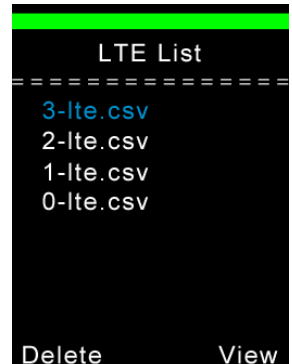 LTE List
================
3-lte.csv
2-lte.csv
1-lte.csv
0-lte.csv
Delete View